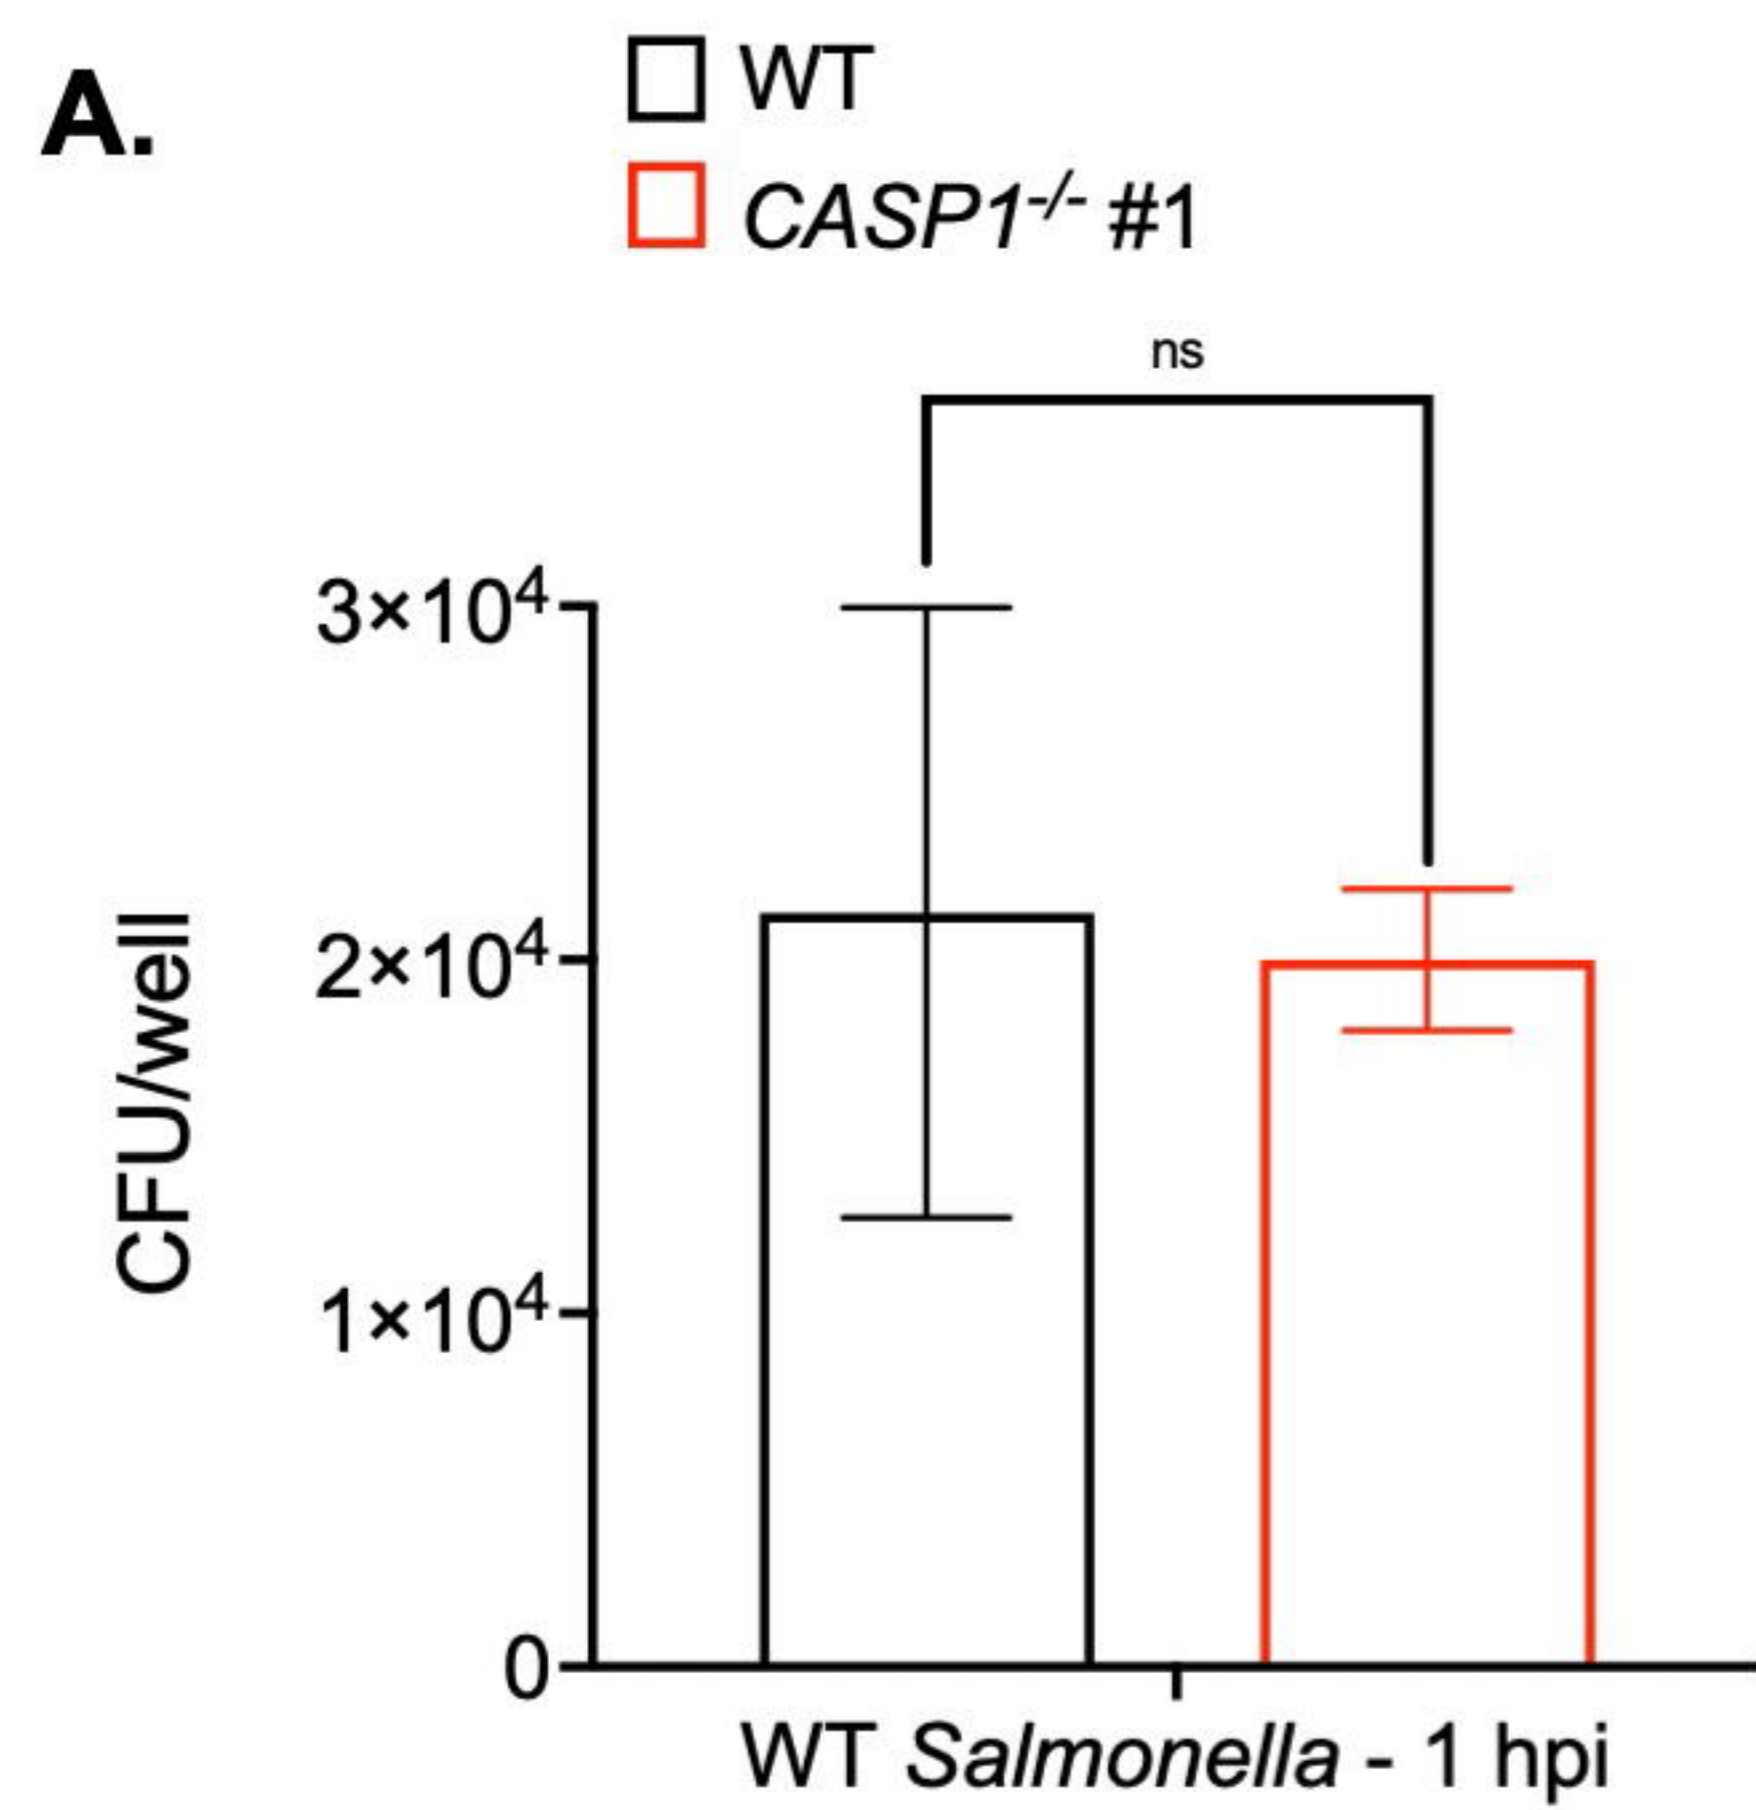 A.
WT
CASP1-/- #1
ns
3×10⁴
2×10⁴
1×10⁴
0
CFU/well
WT Salmonella - 1 hpi